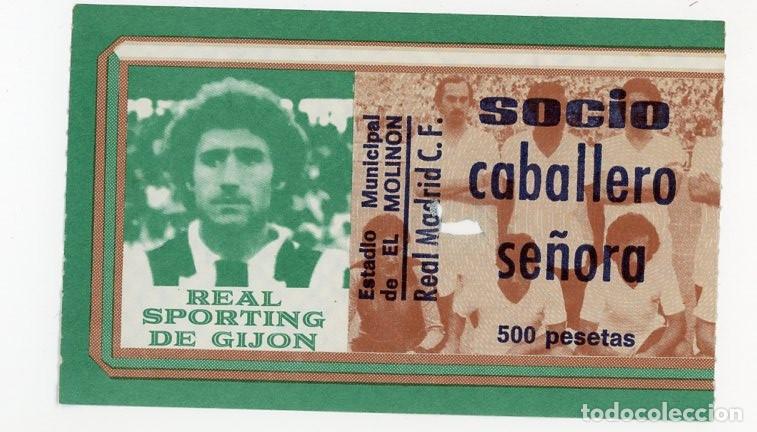 REAL
SPORTING
DE GIJON
Estadio Municipal
de EL MOLINON
Real Madrid C. F.
socio
caballero
señora
500 pesetas
todocoleccion